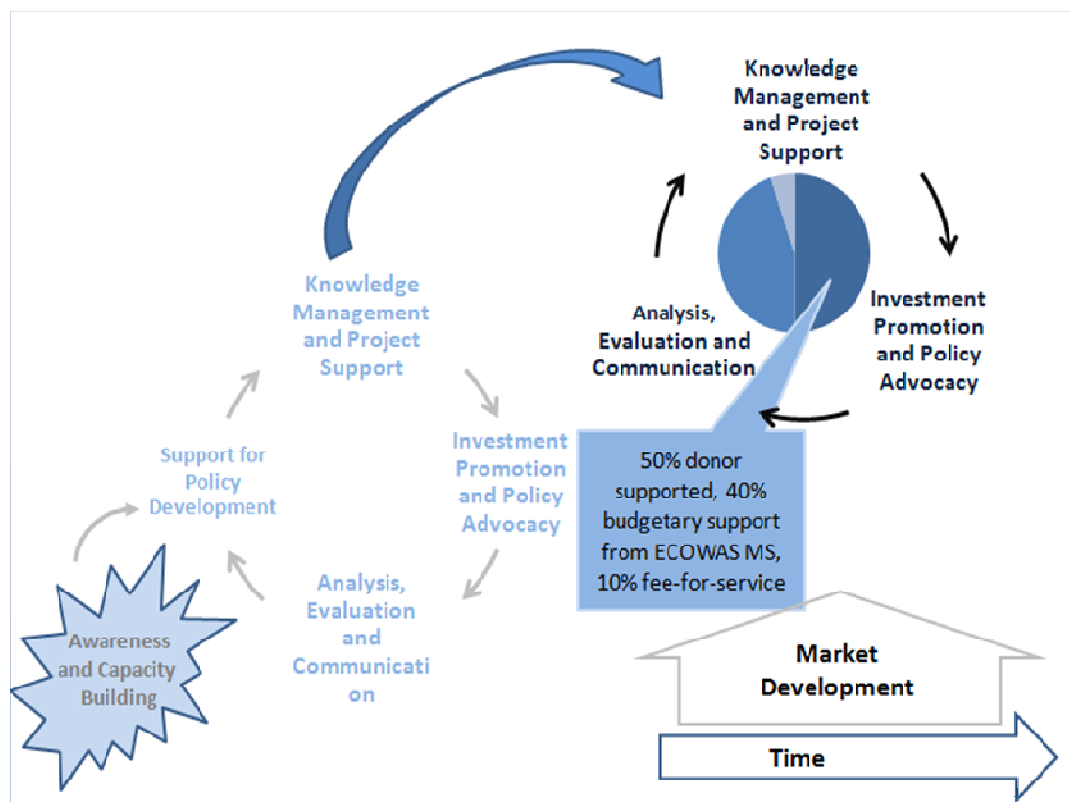 Knowledge
Management
and Project
Support
Analysis,
Evaluation and
Communication
Investment
Promotion
and Policy
Advocacy
Knowledge
Management
and Project
Support
Support for
Policy
Development
Investment
Promotion
and Policy
Advocacy
Analysis,
Evaluation
and
Communicati
on
Awareness
and Capacity
Building
50% donor
supported, 40%
budgetary support
from ECOWAS MS,
10% fee-for-service
Market
Development
Time